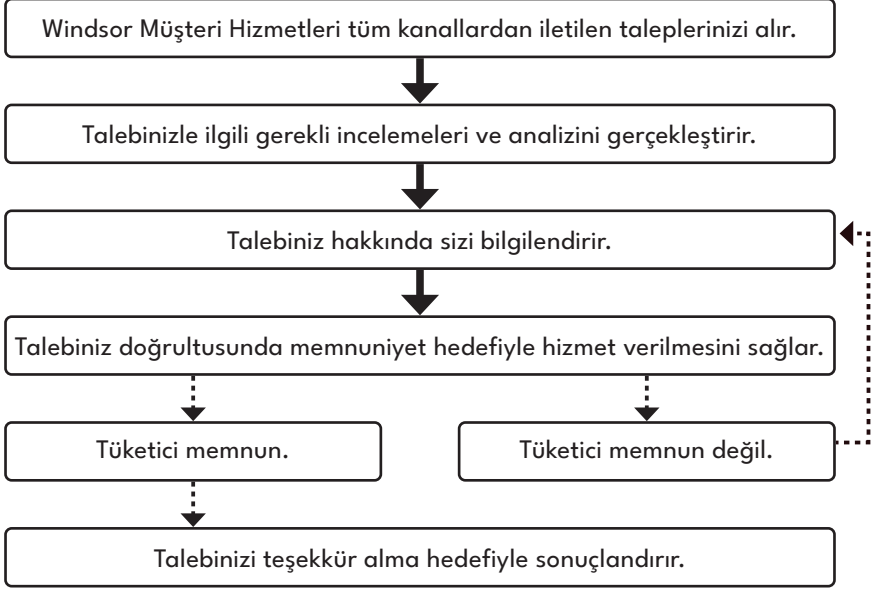 Windsor Müşteri Hizmetleri tüm kanallardan iletilen taleplerinizi alır.
Talebinizle ilgili gerekli incelemeleri ve analizini gerçekleştirir.
Talebiniz hakkında sizi bilgilendirir.
Talebiniz doğrultusunda memnuniyet hedefiyle hizmet verilmesini sağlar.
Tüketici memnun.
Tüketici memnun değil.
Talebinizi teşekkür alma hedefiyle sonuçlandırır.